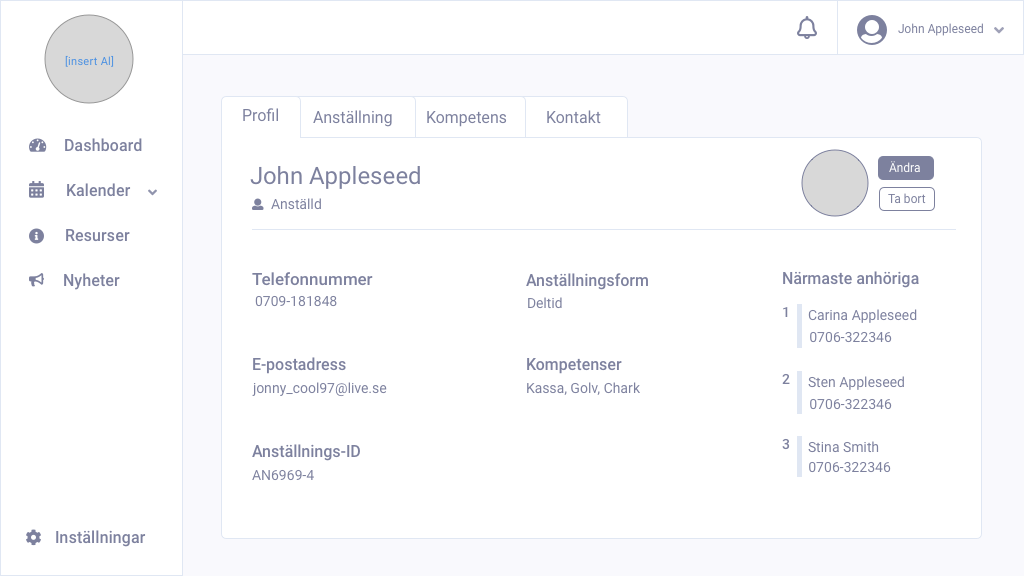 [insert AI]
Dashboard
Kalender
Resurser
Nyheter
Inställningar
John Appleseed
Profil
Anställning
Kompetens
Kontakt
John Appleseed
Anställd
Ändra
Ta bort
Telefonnummer
0709-181848
E-postadress
jonny_cool97@live.se
Anställnings-ID
AN6969-4
Anställningsform
Deltid
Kompetenser
Kassa, Golv, Chark
Närmaste anhöriga
1 Carina Appleseed
0706-322346
2 Sten Appleseed
0706-322346
3 Stina Smith
0706-322346